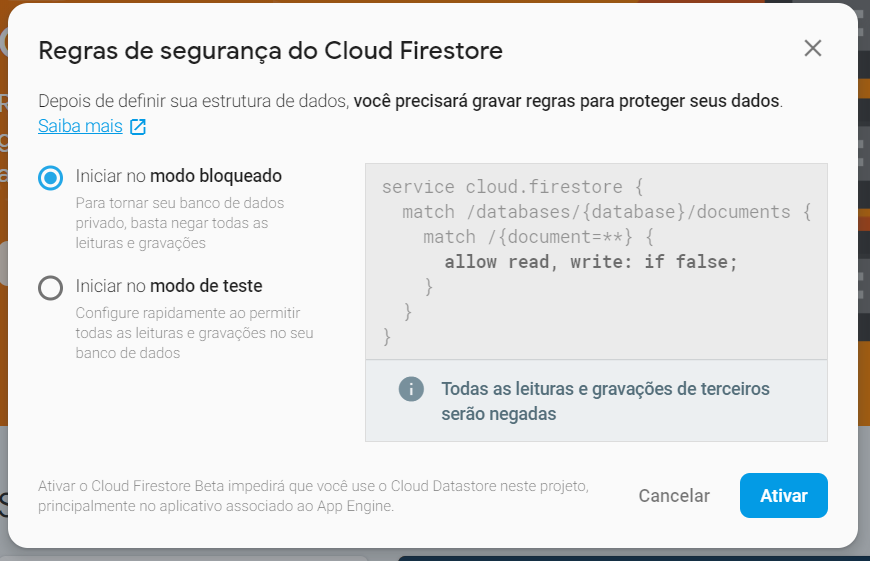 Regras de segurança do Cloud Firestore
Depois de definir sua estrutura de dados, você precisará gravar regras para proteger seus dados.
Saiba mais
Iniciar no modo bloqueado
Para tornar seu banco de dados
privado, basta negar todas as
leituras e gravações
Iniciar no modo de teste
Configure rapidamente ao permitir
todas as leituras e gravações no seu
banco de dados
service cloud.firestore {
match /databases/{database}/documents {
match /{document=**} {
allow read, write: if false;
}
}
}
Todas as leituras e gravações de terceiros
serão negadas
Ativar o Cloud Firestore Beta impedirá que você use o Cloud Datastore neste projeto,
principalmente no aplicativo associado ao App Engine.
Cancelar
Ativar